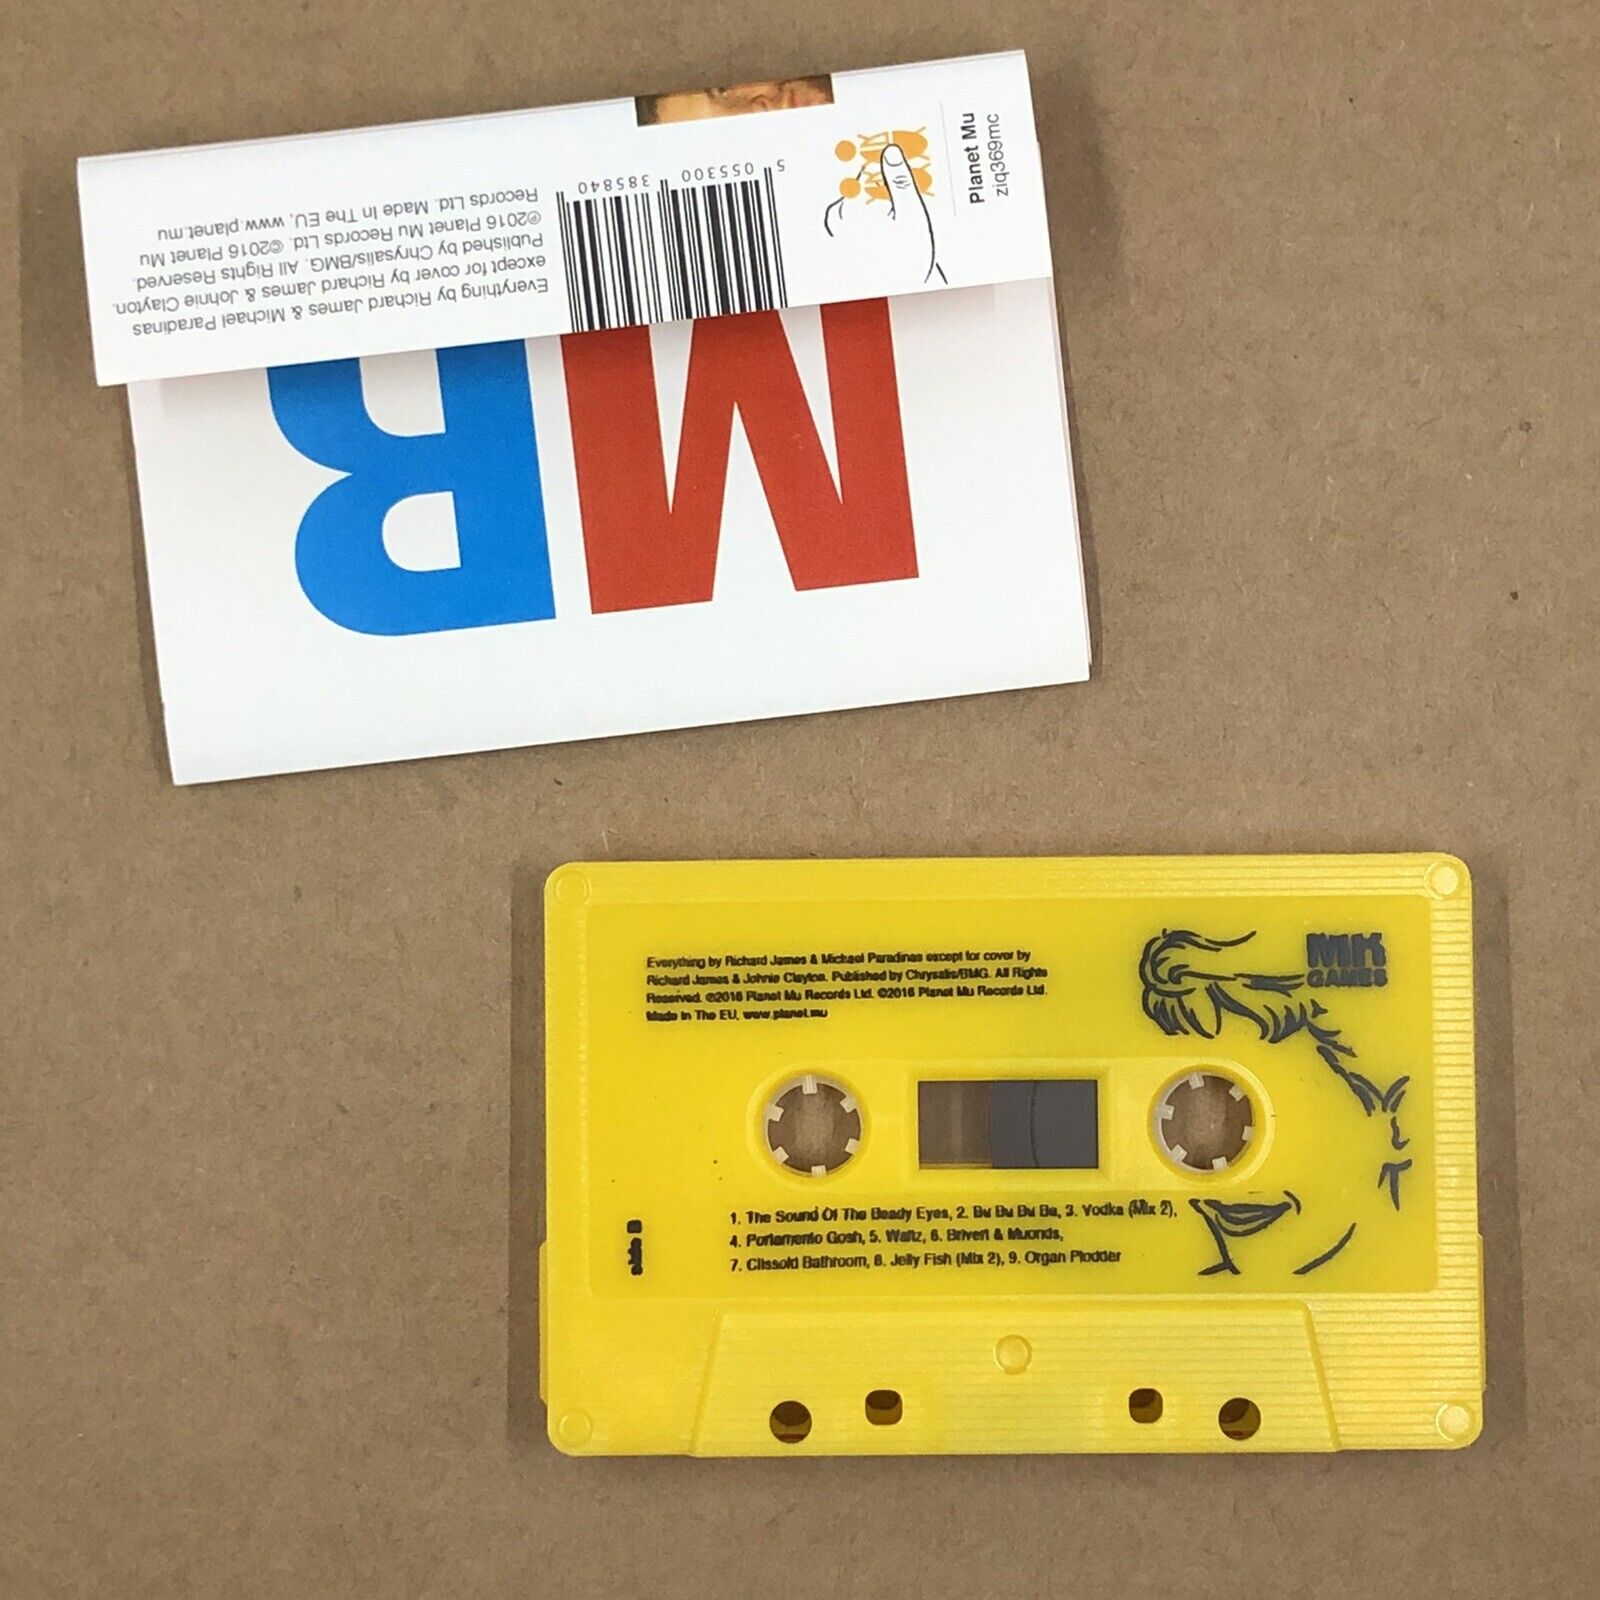 Planet Mu
ziq369mc
5 055300 385840
Everything by Richard James & Michael Paradinas
except for cover by Richard James & Johnie Clayton.
Published by Chrysalis/BMG. All Rights Reserved.
℗2016 Planet Mu Records Ltd. ©2016 Planet Mu
Records Ltd. Made In The EU, www.planet.mu
MR
Everything by Richard James & Michael Paradinas except for cover by
Richard James & Johnie Clayton. Published by Chrysalis/BMG. All Rights
Reserved. ℗2016 Planet Mu Records Ltd. ©2016 Planet Mu Records Ltd.
Made In The EU, www.planet.mu
MR
GAMES
side B
1. The Sound Of The Beady Eyes, 2. Bu Bu Bu Ba, 3. Vodka (Mix 2),
4. Portamento Gosh, 5. Waltz, 6. Brivert & Muonds,
7. Clissold Bathroom, 8. Jelly Fish (Mix 2), 9. Organ Plodder